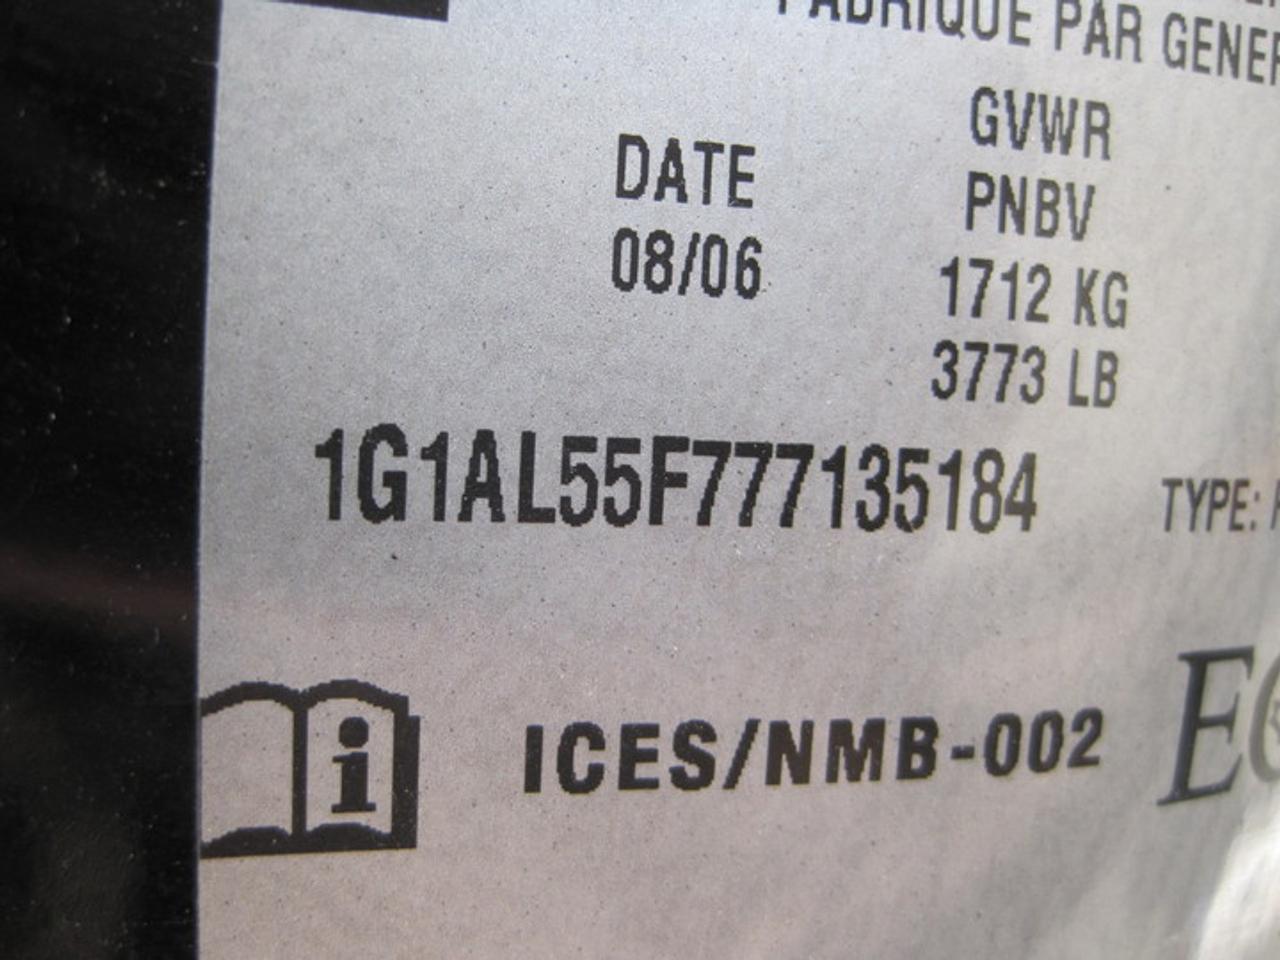 FABRIQUE PAR GENER
GVWR
DATE
PNBV
08/06
1712 KG
3773 LB
1G1AL55F777135184
TYPE:
i
ICES/NMB-002